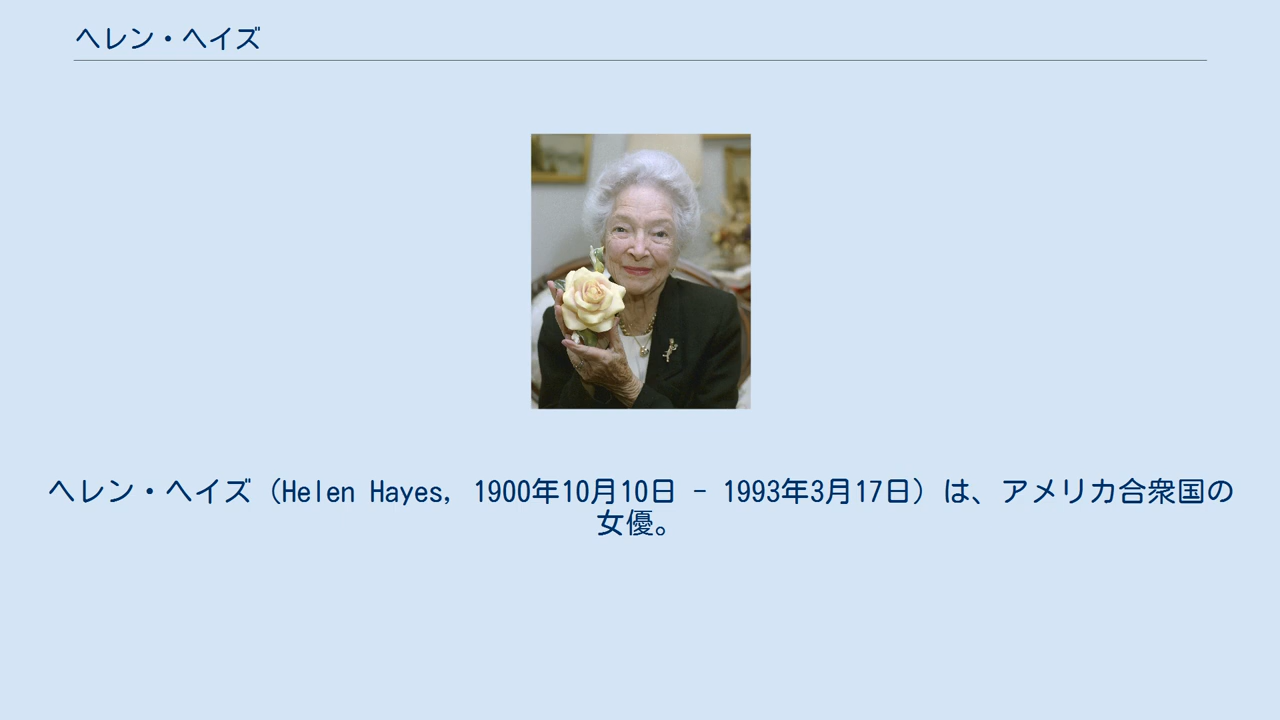 ヘレン・ヘイズ
ヘレン・ヘイズ（Helen Hayes, 1900年10月10日 - 1993年3月17日）は、アメリカ合衆国の
女優。